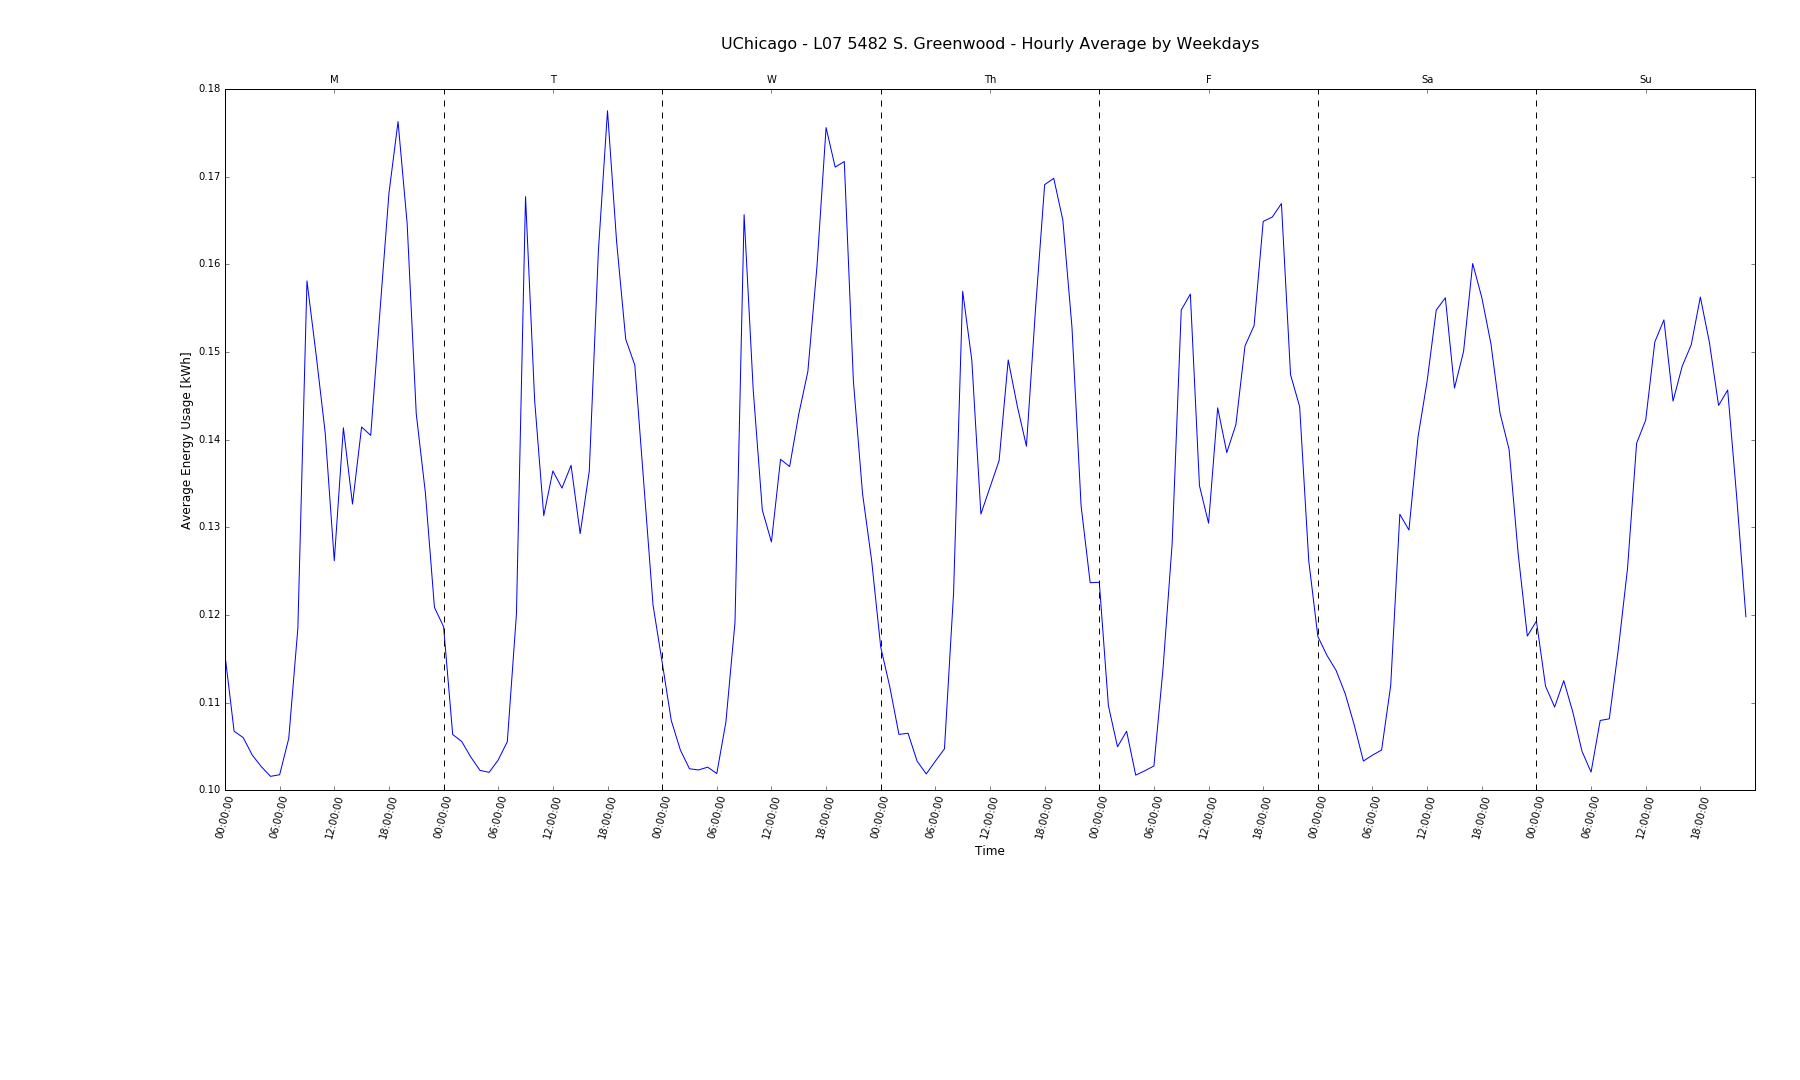 UChicago - L07 5482 S. Greenwood - Hourly Average by Weekdays
M T W Th F Sa Su
0.18
0.17
0.16
0.15
0.14
0.13
0.12
0.11
0.10
Average Energy Usage [kWh]
00:00:00 06:00:00 12:00:00 18:00:00 00:00:00 06:00:00 12:00:00 18:00:00 00:00:00 06:00:00 12:00:00 18:00:00 00:00:00 06:00:00 12:00:00 18:00:00 00:00:00 06:00:00 12:00:00 18:00:00 00:00:00 06:00:00 12:00:00 18:00:00 00:00:00 06:00:00 12:00:00 18:00:00
Time